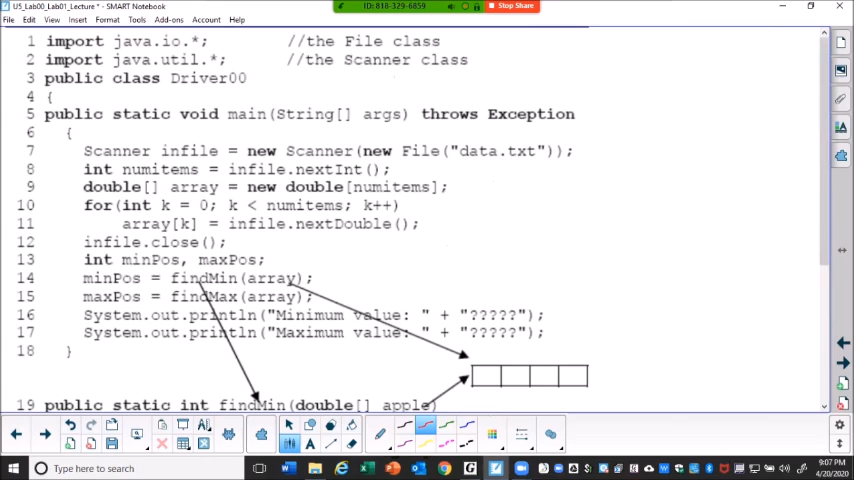 U5_Lab00_Lab01_Lecture * - SMART Notebook
ID: 818-329-6859
Stop Share
File Edit View Insert Format Tools Add-ons Account Help
1 import java.io.*; //the File class
2 import java.util.*; //the Scanner class
3 public class Driver00
4 {
5 public static void main(String[] args) throws Exception
6 {
7 Scanner infile = new Scanner(new File("data.txt"));
8 int numitems = infile.nextInt();
9 double[] array = new double[numitems];
10 for(int k = 0; k < numitems; k++)
11 array[k] = infile.nextDouble();
12 infile.close();
13 int minPos, maxPos;
14 minPos = findMin(array);
15 maxPos = findMax(array);
16 System.out.println("Minimum value: " + "?????");
17 System.out.println("Maximum value: " + "?????");
18 }
19 public static int findMin(double[] apple)
Type here to search
9:07 PM
4/20/2020